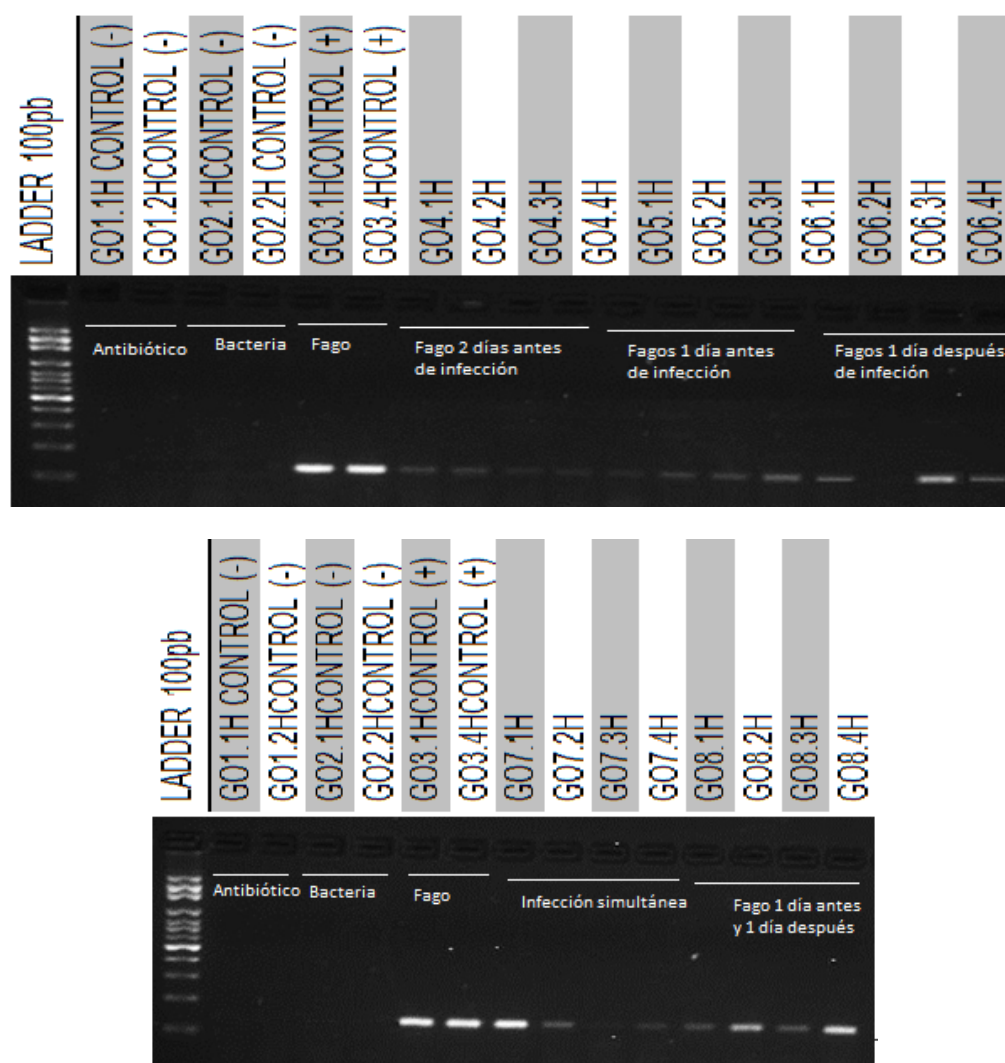 LADDER 100pb
GO1.1H CONTROL (-)
GO1.2HCONTROL (-)
GO2.1HCONTROL (-)
GO2.2H CONTROL (-)
GO3.1HCONTROL (+)
GO3.4HCONTROL (+)
GO4.1H
GO4.2H
GO4.3H
GO4.4H
GO5.1H
GO5.2H
GO5.3H
GO6.1H
GO6.2H
GO6.3H
GO6.4H
Antibiótico
Bacteria
Fago
Fago 2 días antes
de infección
Fagos 1 día antes
de infección
Fagos 1 día después
de infeción
LADDER 100pb
GO1.1H CONTROL (-)
GO1.2HCONTROL (-)
GO2.1HCONTROL (-)
GO2.2HCONTROL (-)
GO3.1HCONTROL (+)
GO3.4HCONTROL (+)
GO7.1H
GO7.2H
GO7.3H
GO7.4H
GO8.1H
GO8.2H
GO8.3H
GO8.4H
Antibiótico
Bacteria
Fago
Infección simultánea
Fago 1 día antes
y 1 día después